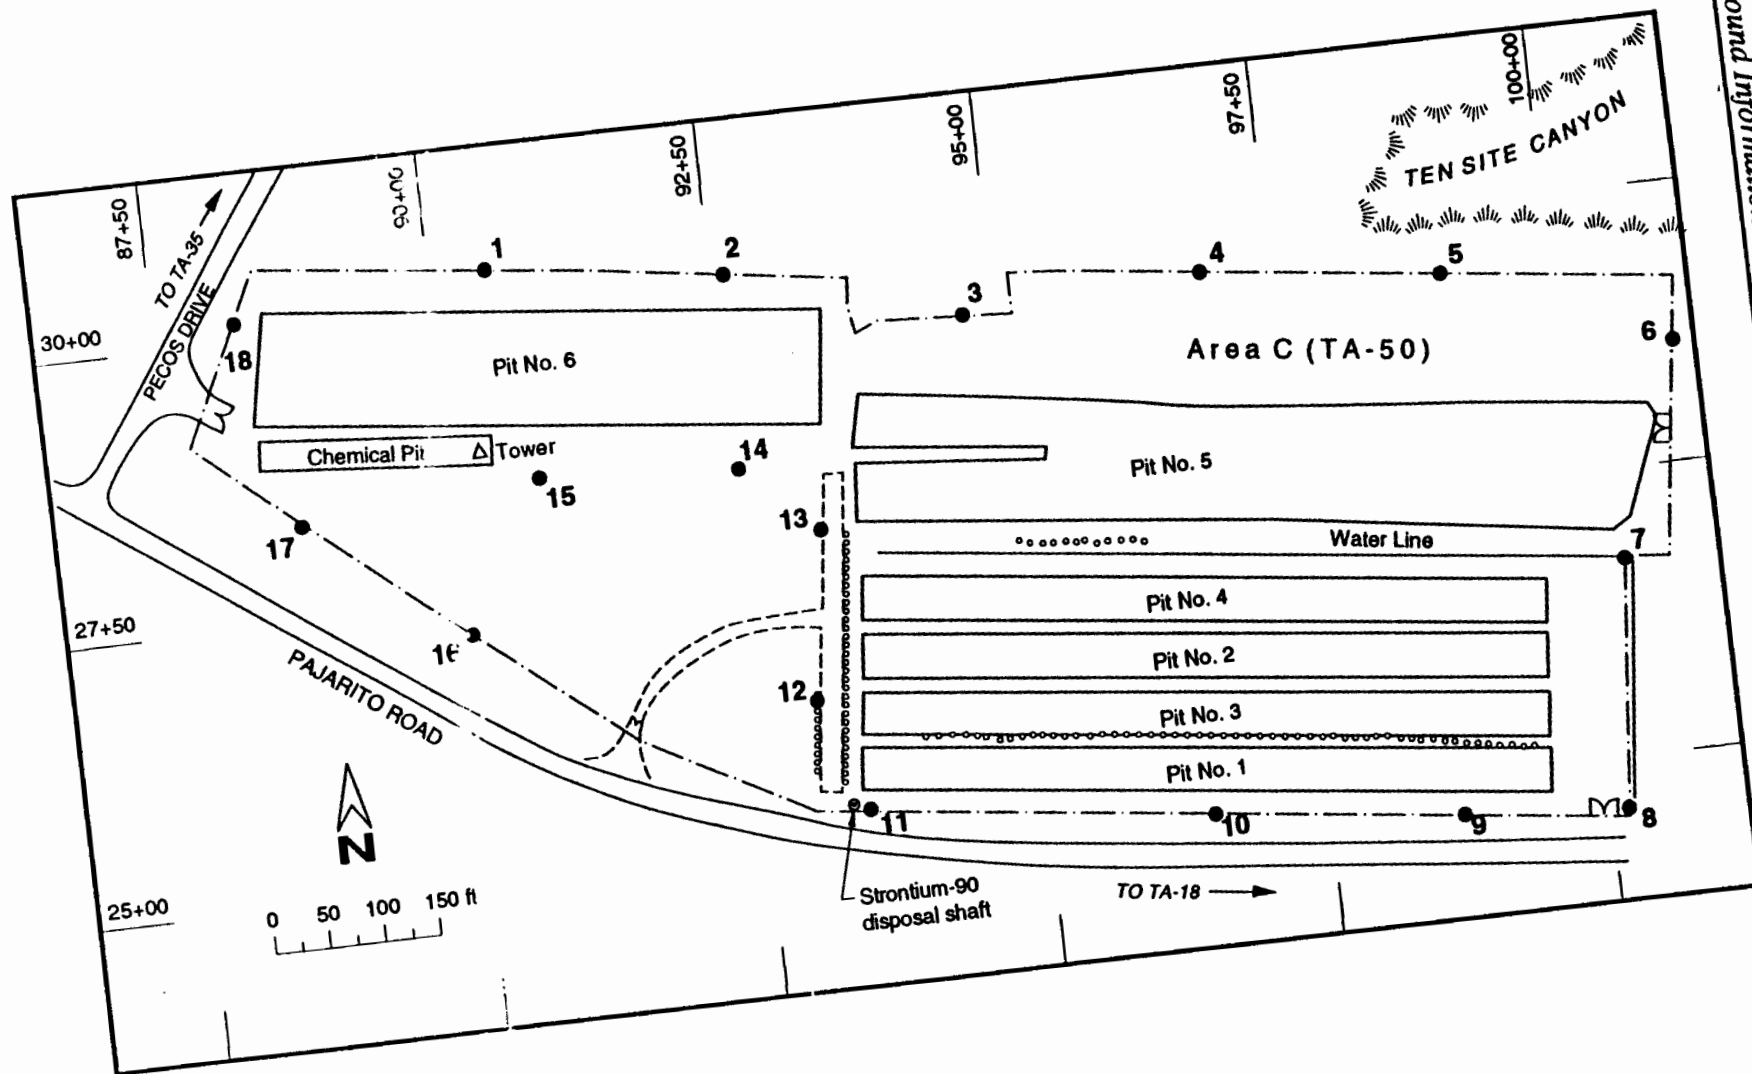 ound Information
100+00
97+50
95+00
92+50
90+00
87+50
TEN SITE CANYON
TO TA-35
PECOS DRIVE
1
2
3
4
5
6
18
30+00
Area C (TA-50)
Pit No. 6
Chemical Pit
Tower
14
15
Pit No. 5
13
17
Water Line
7
Pit No. 4
27+50
16
Pit No. 2
PAJARITO ROAD
12
Pit No. 3
Pit No. 1
11
10
9
8
N
Strontium-90
disposal shaft
TO TA-18
25+00
0 50 100 150 ft